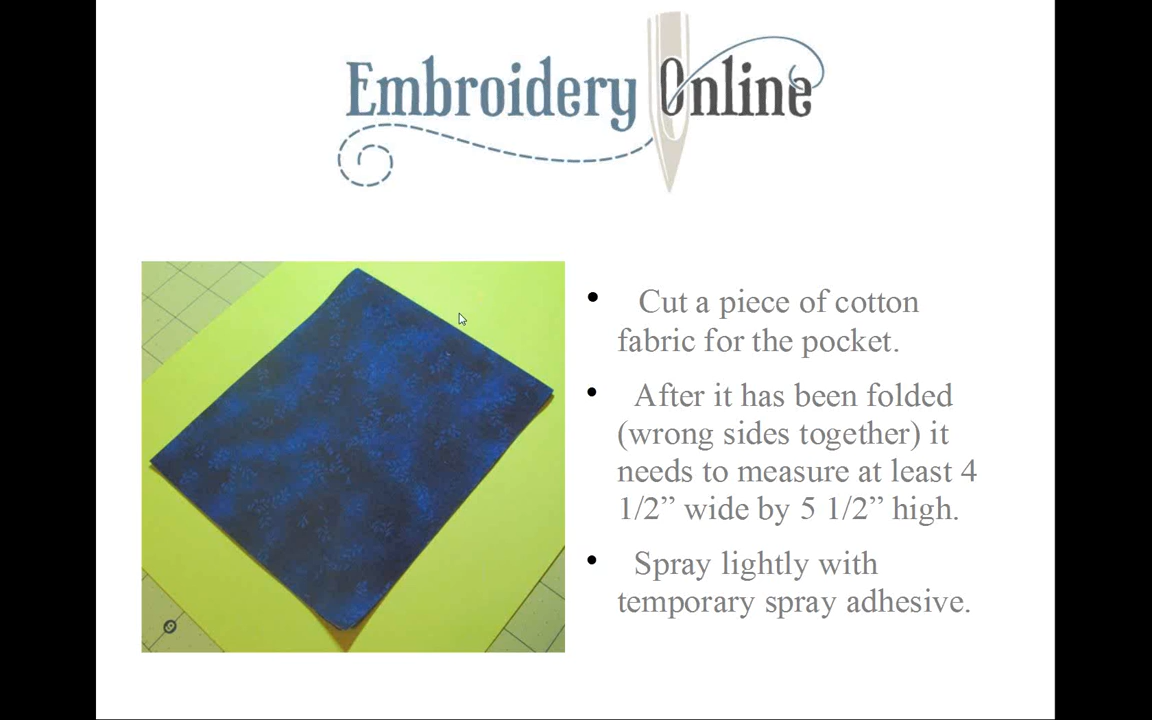 Embroidery Online
• Cut a piece of cotton
fabric for the pocket.
• After it has been folded
(wrong sides together) it
needs to measure at least 4
1/2” wide by 5 1/2” high.
• Spray lightly with
temporary spray adhesive.